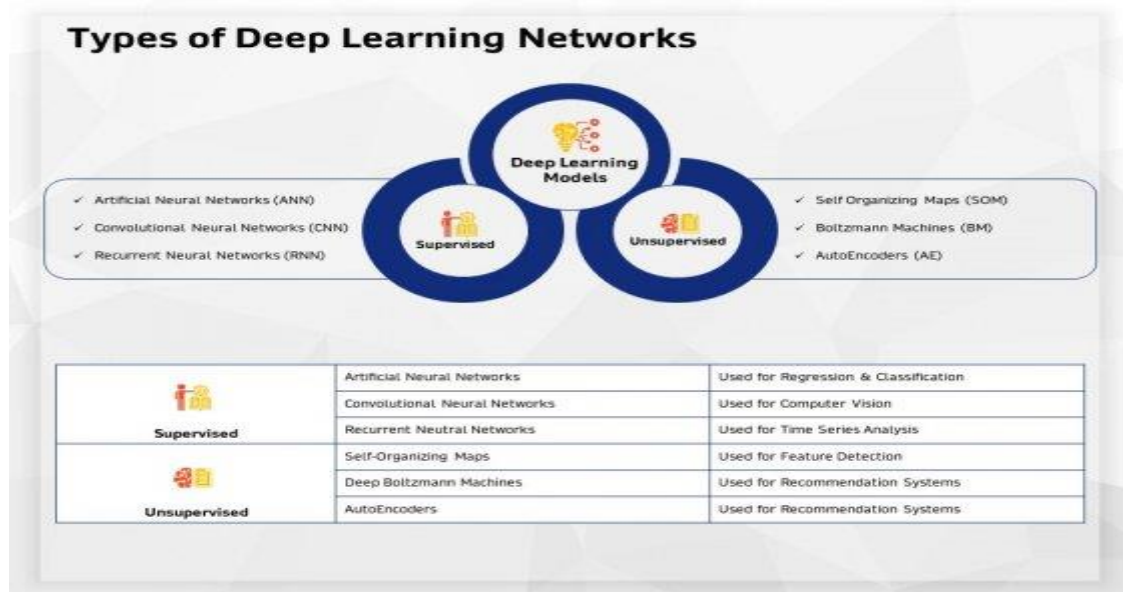 Types of Deep Learning Networks
Deep Learning
Models
✓ Artificial Neural Networks (ANN)
✓ Convolutional Neural Networks (CNN)
✓ Recurrent Neural Networks (RNN)
Supervised
Unsupervised
✓ Self Organizing Maps (SOM)
✓ Boltzmann Machines (BM)
✓ AutoEncoders (AE)
Supervised
Artificial Neural Networks
Used for Regression & Classification
Convolutional Neural Networks
Used for Computer Vision
Recurrent Neutral Networks
Used for Time Series Analysis
Unsupervised
Self-Organizing Maps
Used for Feature Detection
Deep Boltzmann Machines
Used for Recommendation Systems
AutoEncoders
Used for Recommendation Systems